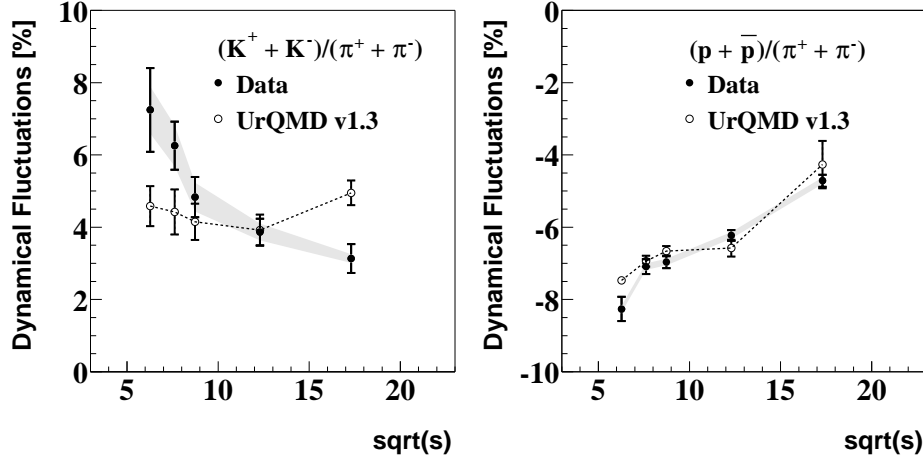 Dynamical Fluctuations [%]
10
8
6
4
2
0
(K⁺ + K⁻)/(π⁺ + π⁻)
Data
UrQMD v1.3
5 10 15 20
sqrt(s)
Dynamical Fluctuations [%]
0
-2
-4
-6
-8
-10
(p + p̅)/(π⁺ + π⁻)
Data
UrQMD v1.3
5 10 15 20
sqrt(s)